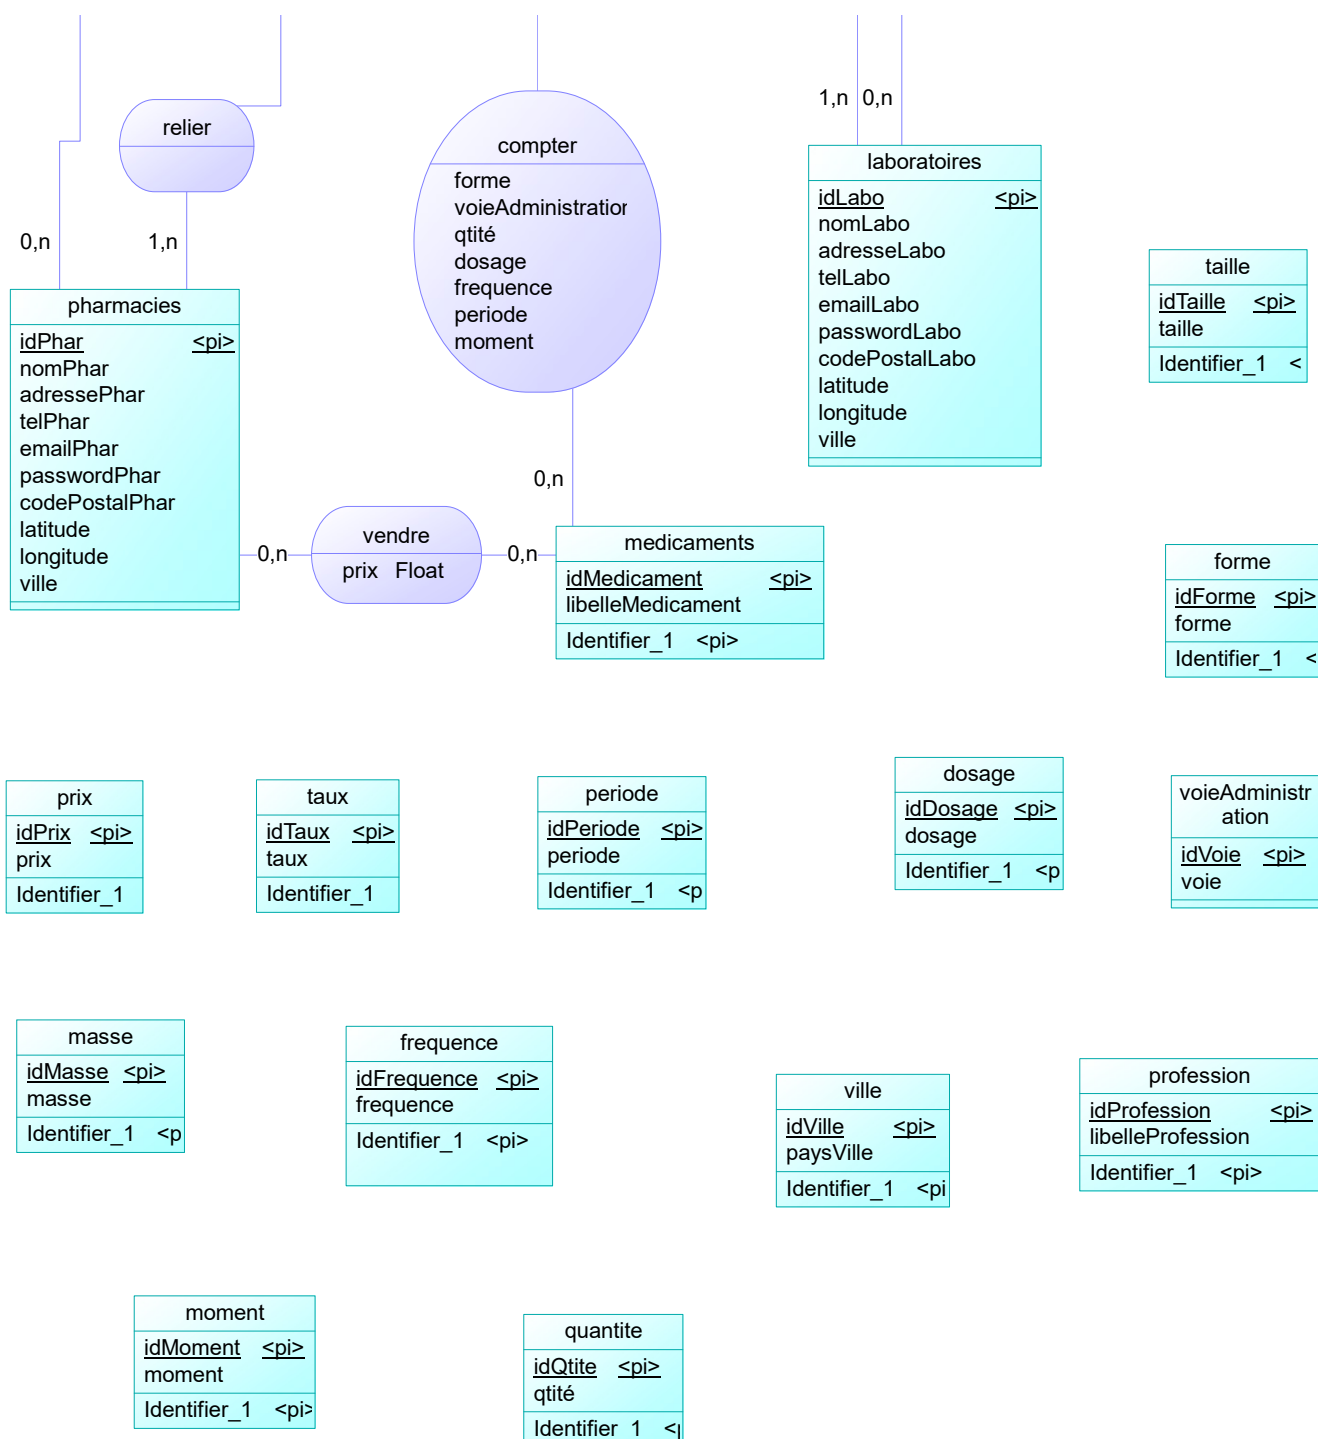 relier
0,n
1,n
compter
forme
voieAdministration
qtité
dosage
frequence
periode
moment
1,n
0,n
laboratoires
idLabo <pi>
nomLabo
adresseLabo
telLabo
emailLabo
passwordLabo
codePostalLabo
latitude
longitude
ville
taille
idTaille <pi>
taille
Identifier_1 <
pharmacies
idPhar <pi>
nomPhar
adressePhar
telPhar
emailPhar
passwordPhar
codePostalPhar
latitude
longitude
ville
0,n
vendre
prix Float
0,n
0,n
medicaments
idMedicament <pi>
libelleMedicament
Identifier_1 <pi>
forme
idForme <pi>
forme
Identifier_1 <
prix
idPrix <pi>
prix
Identifier_1
taux
idTaux <pi>
taux
Identifier_1
periode
idPeriode <pi>
periode
Identifier_1 <p
dosage
idDosage <pi>
dosage
Identifier_1 <p
voieAdministr
ation
idVoie <pi>
voie
masse
idMasse <pi>
masse
Identifier_1 <p
frequence
idFrequence <pi>
frequence
Identifier_1 <pi>
ville
idVille <pi>
paysVille
Identifier_1 <pi
profession
idProfession <pi>
libelleProfession
Identifier_1 <pi>
moment
idMoment <pi>
moment
Identifier_1 <pi>
quantite
idQtite <pi>
qtité
Identifier_1 <p